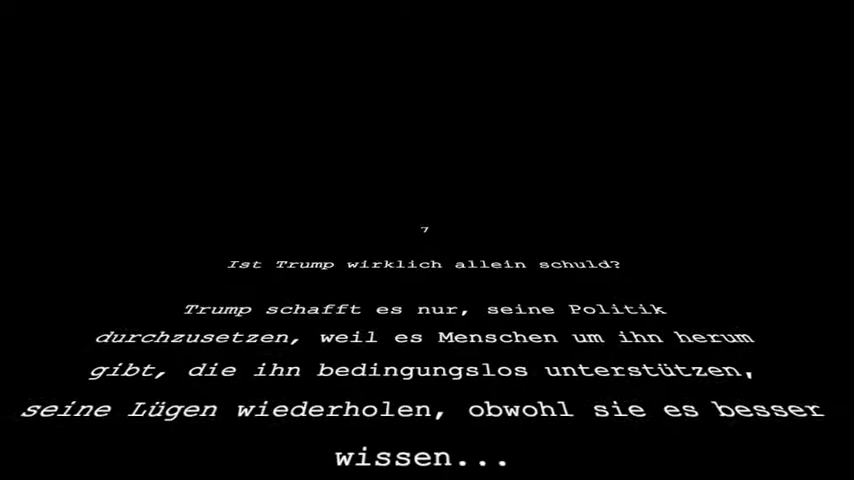 7
Ist Trump wirklich allein schuld?
Trump schafft es nur, seine Politik
durchzusetzen, weil es Menschen um ihn herum
gibt, die ihn bedingungslos unterstützen,
seine Lügen wiederholen, obwohl sie es besser
wissen...